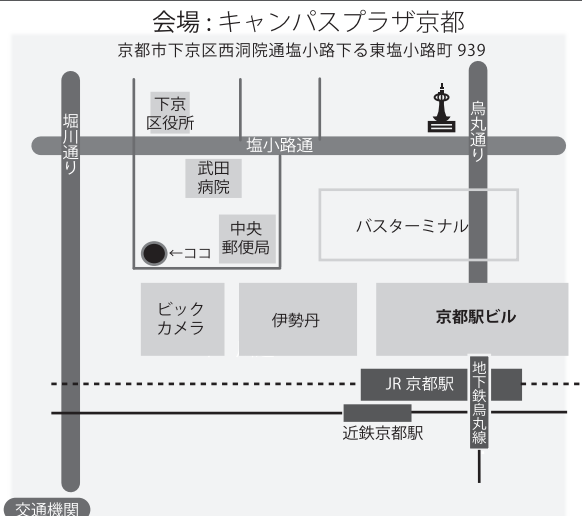 会場 : キャンパスプラザ京都
京都市下京区西洞院通塩小路下る東塩小路町 939
堀川通り
下京
区役所
烏丸通り
塩小路通
武田
病院
中央
郵便局
バスターミナル
←ココ
ビック
カメラ
伊勢丹
京都駅ビル
JR 京都駅
地下鉄烏丸線
近鉄京都駅
交通機関